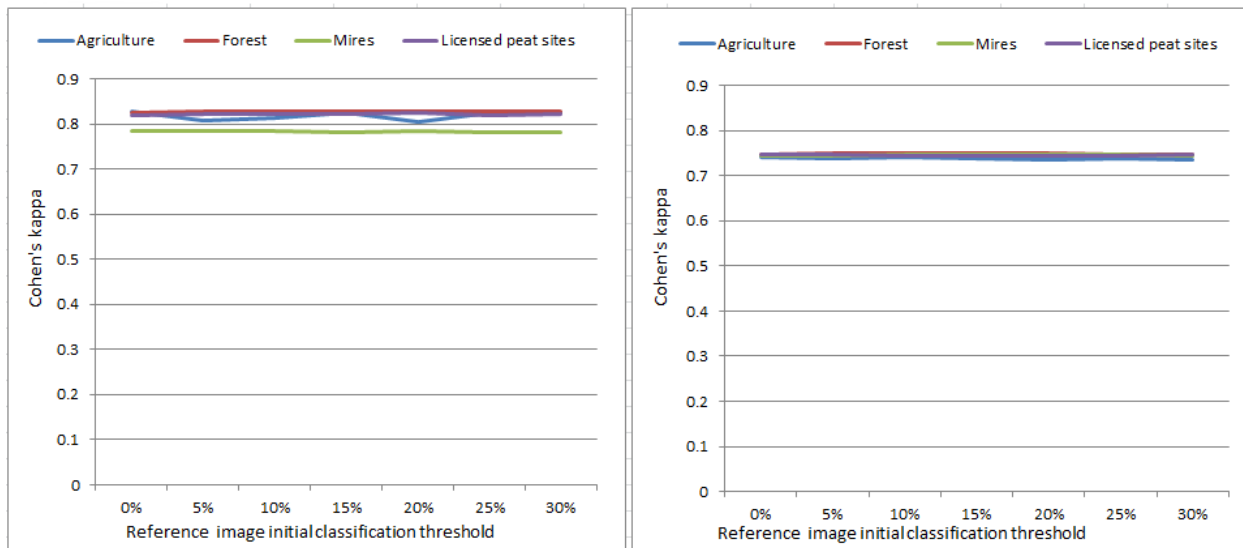 Agriculture Forest Mires Licensed peat sites
Cohen's kappa
0.9
0.8
0.7
0.6
0.5
0.4
0.3
0.2
0.1
0
0% 5% 10% 15% 20% 25% 30%
Reference image initial classification threshold
Agriculture Forest Mires Licensed peat sites
Cohen's kappa
0.9
0.8
0.7
0.6
0.5
0.4
0.3
0.2
0.1
0
0% 5% 10% 15% 20% 25% 30%
Reference image initial classification threshold